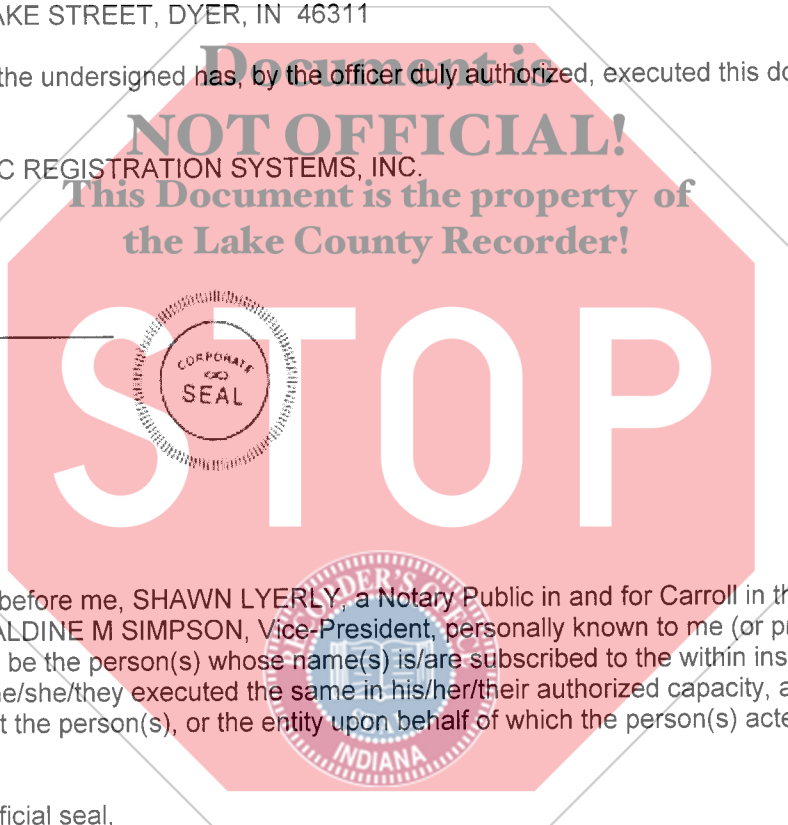 AKE STREET, DYER, IN 46311
Document is
the undersigned has, by the officer duly authorized, executed this do
NOT OFFICIAL!
C REGISTRATION SYSTEMS, INC.
This Document is the property of
the Lake County Recorder!
CORPORATE
SEAL
STOP
before me, SHAWN LYERLY, a Notary Public in and for Carroll in th
ALDINE M SIMPSON, Vice-President, personally known to me (or pr
be the person(s) whose name(s) is/are subscribed to the within ins
he/she/they executed the same in his/her/their authorized capacity, a
t the person(s), or the entity upon behalf of which the person(s) acte
RECORDER'S OFFICE
SEAL
INDIANA
ficial seal.